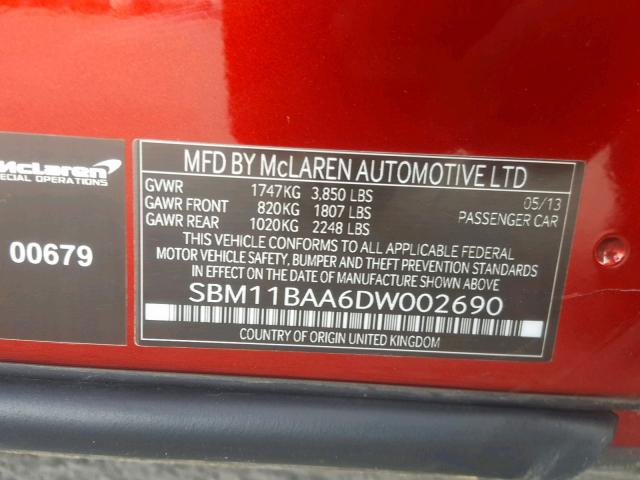 McLaren
SPECIAL OPERATIONS
00679
MFD BY McLAREN AUTOMOTIVE LTD
GVWR 1747KG 3,850 LBS 05/13
GAWR FRONT 820KG 1807 LBS PASSENGER CAR
GAWR REAR 1020KG 2248 LBS
THIS VEHICLE CONFORMS TO ALL APPLICABLE FEDERAL
MOTOR VEHICLE SAFETY, BUMPER AND THEFT PREVENTION STANDARDS
IN EFFECT ON THE DATE OF MANUFACTURE SHOWN ABOVE
SBM11BAA6DW002690
COUNTRY OF ORIGIN UNITED KINGDOM